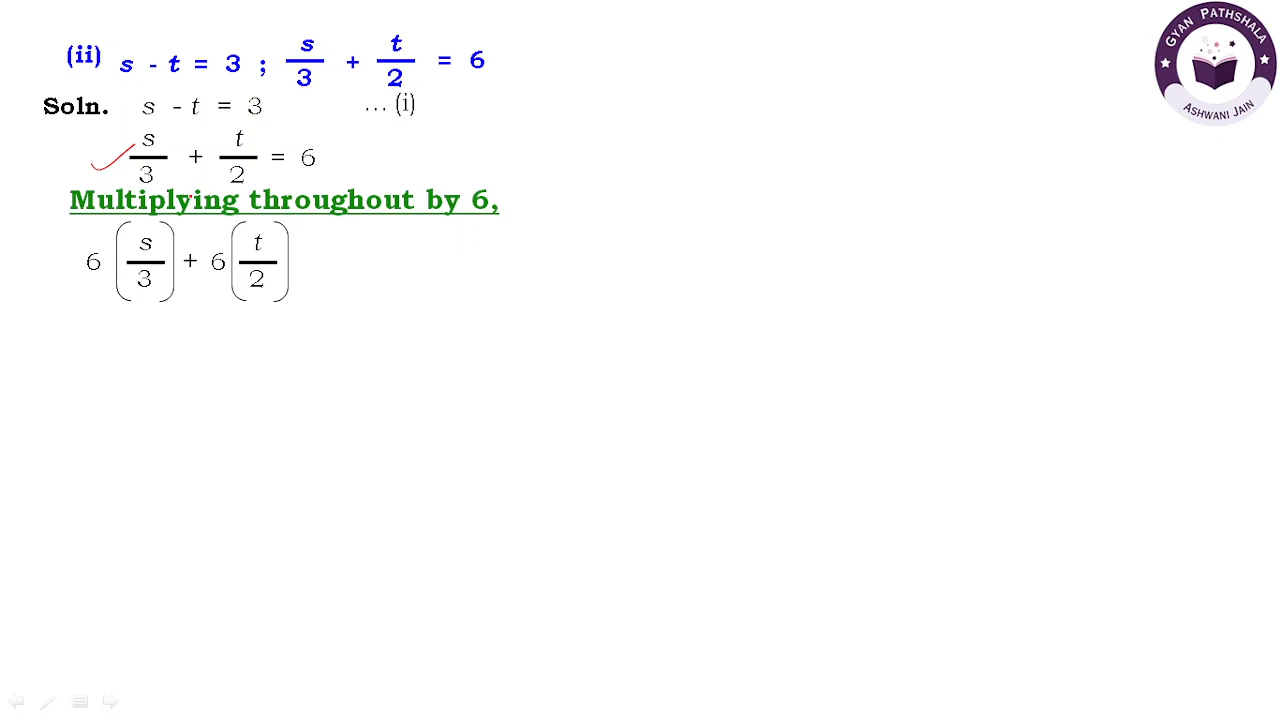 (ii) s - t = 3 ; s/3 + t/2 = 6
Soln. s - t = 3 ... (i)
s/3 + t/2 = 6
Multiplying throughout by 6,
6 (s/3) + 6 (t/2)
GYAN PATHSHALA
ASHWANI JAIN